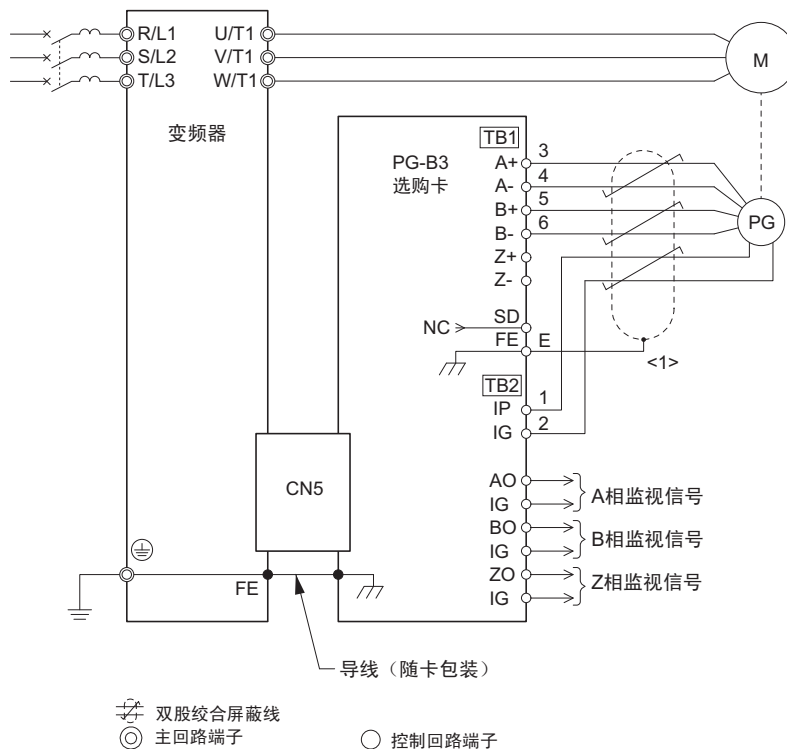 R/L1
S/L2
T/L3
U/T1
V/T1
W/T1
M
变频器
PG-B3
选购卡
TB1
A+
3
A-
4
B+
5
B-
6
Z+
Z-
PG
NC
SD
FE
E
<1>
TB2
IP
1
IG
2
CN5
AO
IG
A相监视信号
BO
IG
B相监视信号
ZO
IG
Z相监视信号
FE
导线（随卡包装）
双股绞合屏蔽线
主回路端子
控制回路端子